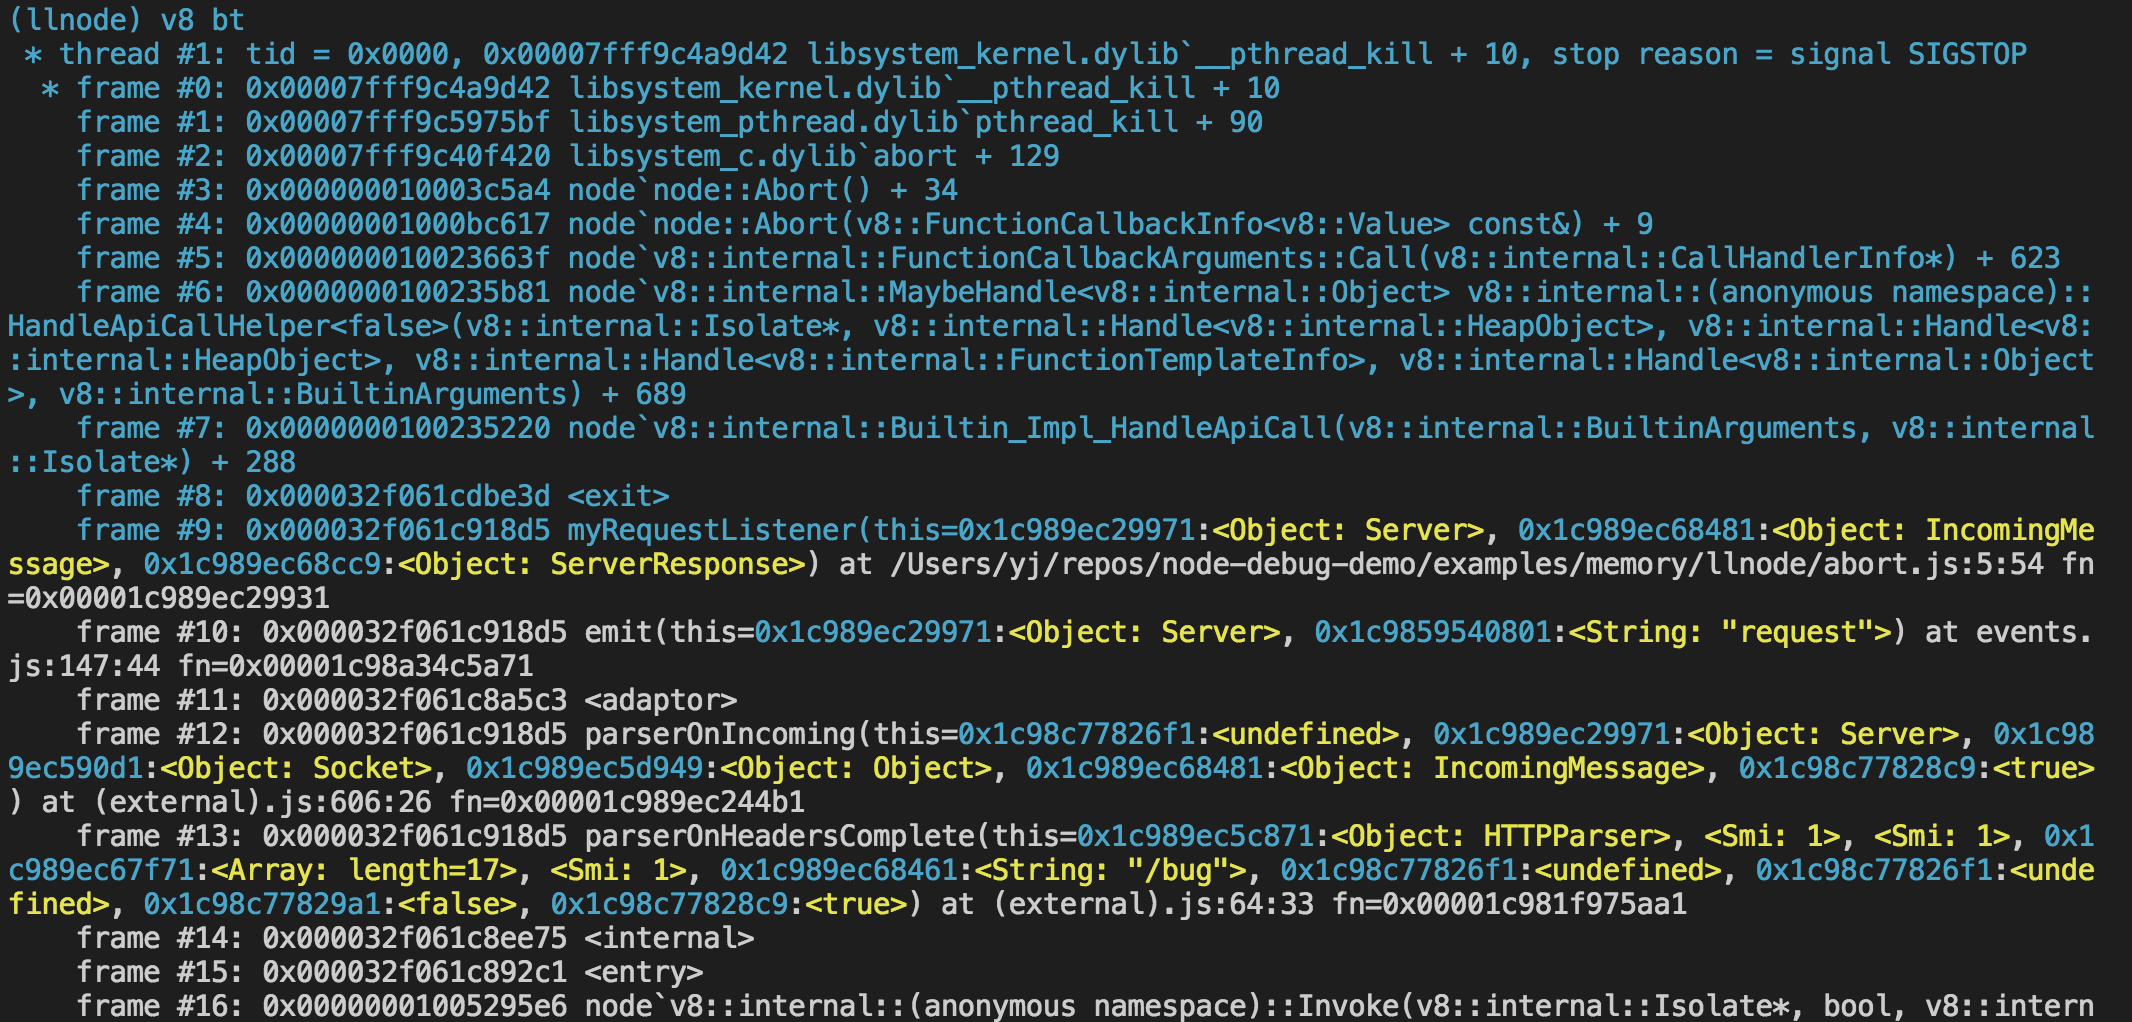 (llnode) v8 bt
 * thread #1: tid = 0x0000, 0x00007fff9c4a9d42 libsystem_kernel.dylib`__pthread_kill + 10, stop reason = signal SIGSTOP
  * frame #0: 0x00007fff9c4a9d42 libsystem_kernel.dylib`__pthread_kill + 10
    frame #1: 0x00007fff9c5975bf libsystem_pthread.dylib`pthread_kill + 90
    frame #2: 0x00007fff9c40f420 libsystem_c.dylib`abort + 129
    frame #3: 0x000000010003c5a4 node`node::Abort() + 34
    frame #4: 0x00000001000bc617 node`node::Abort(v8::FunctionCallbackInfo<v8::Value> const&) + 9
    frame #5: 0x000000010023663f node`v8::internal::FunctionCallbackArguments::Call(v8::internal::CallHandlerInfo*) + 623
    frame #6: 0x0000000100235b81 node`v8::internal::MaybeHandle<v8::internal::Object> v8::internal::(anonymous namespace)::
HandleApiCallHelper<false>(v8::internal::Isolate*, v8::internal::Handle<v8::internal::HeapObject>, v8::internal::Handle<v8:
:internal::HeapObject>, v8::internal::Handle<v8::internal::FunctionTemplateInfo>, v8::internal::Handle<v8::internal::Object
>, v8::internal::BuiltinArguments) + 689
    frame #7: 0x0000000100235220 node`v8::internal::Builtin_Impl_HandleApiCall(v8::internal::BuiltinArguments, v8::internal
::Isolate*) + 288
    frame #8: 0x000032f061cdbe3d <exit>
    frame #9: 0x000032f061c918d5 myRequestListener(this=0x1c989ec29971:<Object: Server>, 0x1c989ec68481:<Object: IncomingMe
ssage>, 0x1c989ec68cc9:<Object: ServerResponse>) at /Users/yj/repos/node-debug-demo/examples/memory/llnode/abort.js:5:54 fn
=0x00001c989ec29931
    frame #10: 0x000032f061c918d5 emit(this=0x1c989ec29971:<Object: Server>, 0x1c9859540801:<String: "request">) at events.
js:147:44 fn=0x00001c98a34c5a71
    frame #11: 0x000032f061c8a5c3 <adaptor>
    frame #12: 0x000032f061c918d5 parserOnIncoming(this=0x1c98c77826f1:<undefined>, 0x1c989ec29971:<Object: Server>, 0x1c98
9ec590d1:<Object: Socket>, 0x1c989ec5d949:<Object: Object>, 0x1c989ec68481:<Object: IncomingMessage>, 0x1c98c77828c9:<true>
) at (external).js:606:26 fn=0x00001c989ec244b1
    frame #13: 0x000032f061c918d5 parserOnHeadersComplete(this=0x1c989ec5c871:<Object: HTTPParser>, <Smi: 1>, <Smi: 1>, 0x1
c989ec67f71:<Array: length=17>, <Smi: 1>, 0x1c989ec68461:<String: "/bug">, 0x1c98c77826f1:<undefined>, 0x1c98c77826f1:<unde
fined>, 0x1c98c77829a1:<false>, 0x1c98c77828c9:<true>) at (external).js:64:33 fn=0x00001c981f975aa1
    frame #14: 0x000032f061c8ee75 <internal>
    frame #15: 0x000032f061c892c1 <entry>
    frame #16: 0x00000001005295e6 node`v8::internal::(anonymous namespace)::Invoke(v8::internal::Isolate*, bool, v8::intern